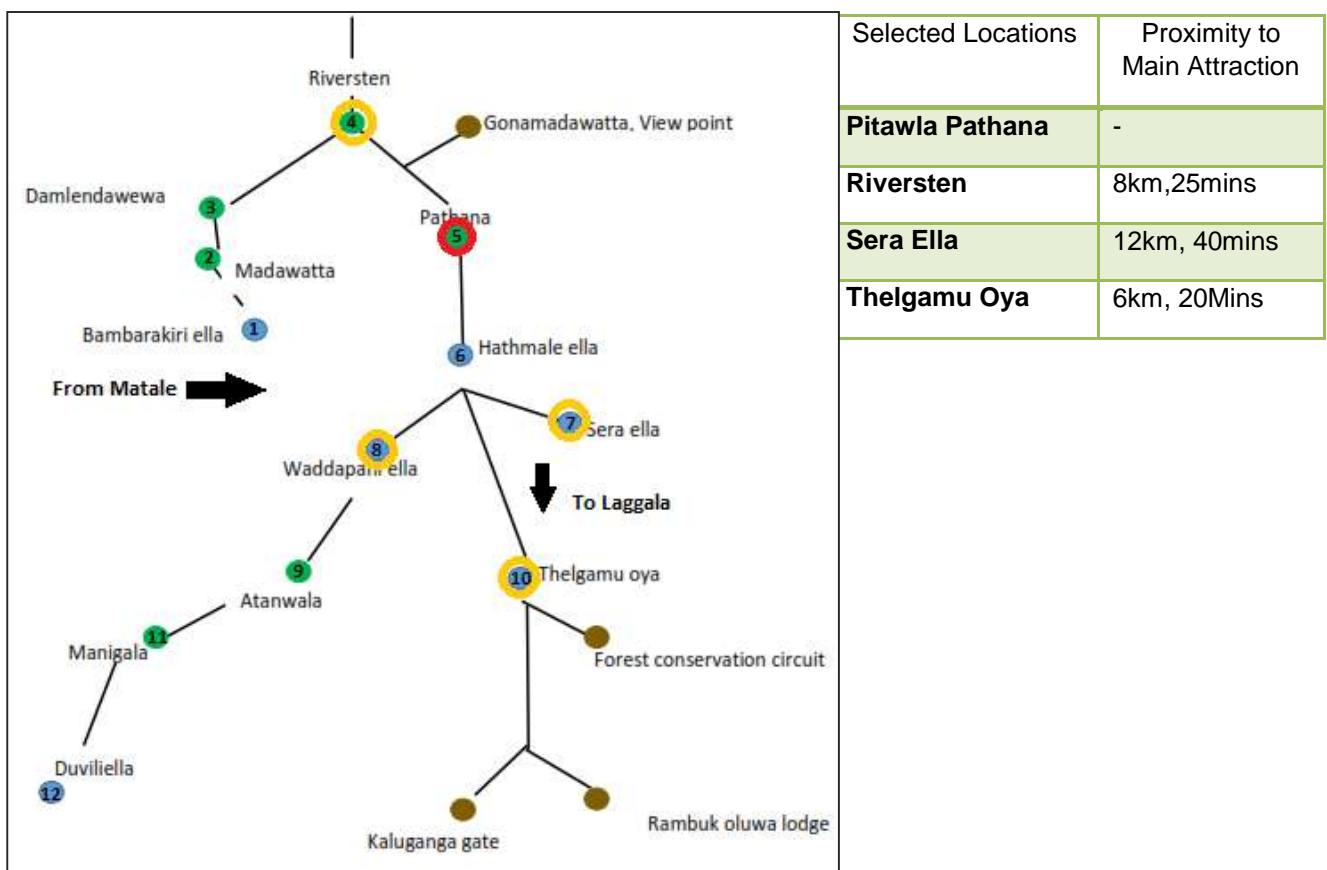 Riversten
4
Gonamadawatta, View point
Damlendawewa
3
Pathana
5
2
Madawatta
Bambarakiri ella
1
6
Hathmale ella
From Matale
7
Sera ella
8
Waddapani ella
To Laggala
9
10
Thelgamu oya
Atanwala
11
Manigala
Forest conservation circuit
Duviliella
12
Rambuk oluwa lodge
Kaluganga gate
Selected Locations
Proximity to
Main Attraction
Pitawla Pathana
-
Riversten
8km,25mins
Sera Ella
12km, 40mins
Thelgamu Oya
6km, 20Mins